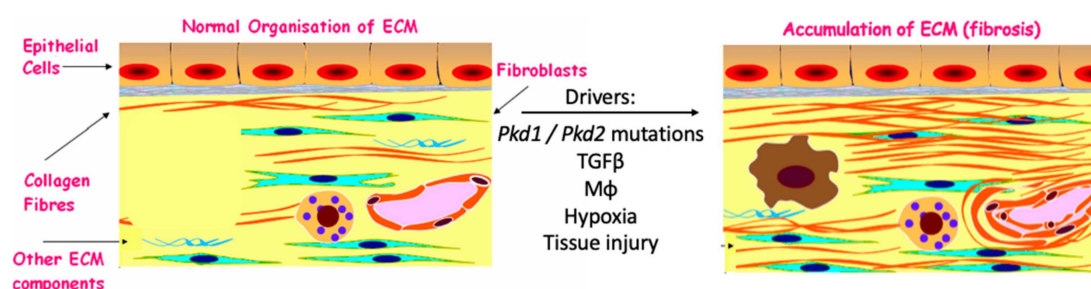 Normal Organisation of ECM
Accumulation of ECM (fibrosis)
Epithelial
Cells
Fibroblasts
Drivers:
Pkd1 / Pkd2 mutations
TGFβ
Mϕ
Hypoxia
Tissue injury
Collagen
Fibres
Other ECM
components